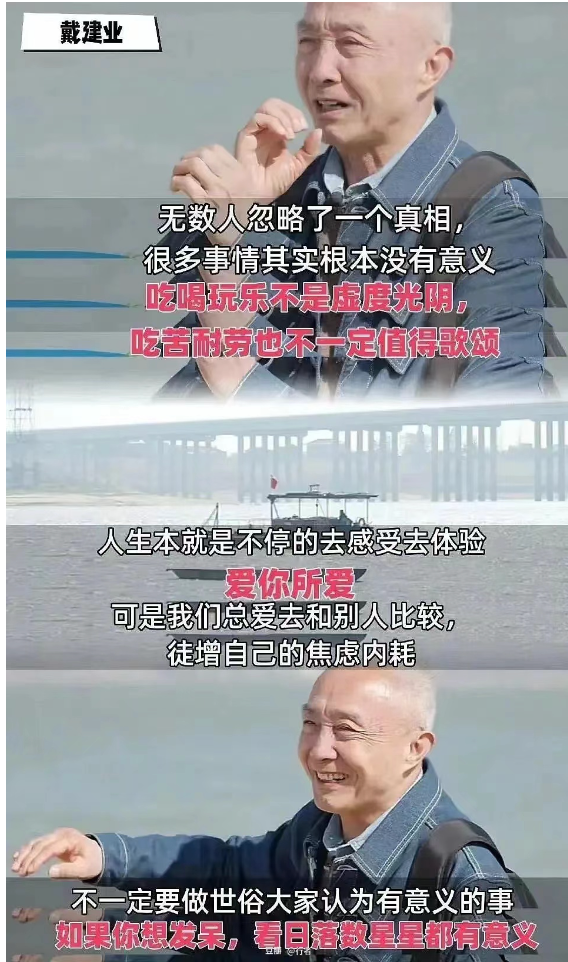 戴建业
无数人忽略了一个真相，
很多事情其实根本没有意义
吃喝玩乐不是虚度光阴，
吃苦耐劳也不一定值得歌颂
人生本就是不停的去感受去体验
爱你所爱
可是我们总爱去和别人比较，
徒增自己的焦虑内耗
不一定要做世俗大家认为有意义的事
如果你想发呆，看日落数星星都有意义